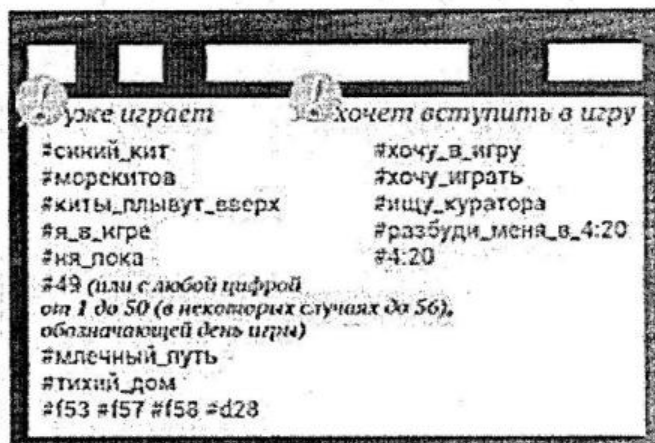 ! уже играет
#синий_кит
#морекитов
#киты_плывут_вверх
#я_в_игре
#ня_пока
#49 (или с любой цифрой
от 1 до 50 (в некоторых случаях до 56),
обозначающей день игры)
#млечный_путь
#тихий_дом
#f53 #f57 #f58 #d28
! хочет вступить в игру
#хочу_в_игру
#хочу_играть
#ищу_куратора
#разбуди_меня_в_4:20
#4:20